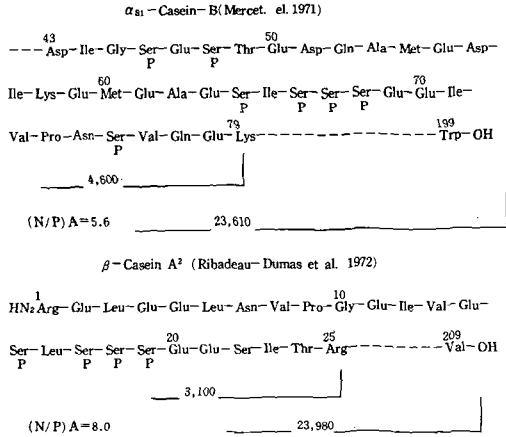 αs1-Casein-B(Mercet. el. 1971)
43 50
---Asp-Ile-Gly-Ser-Glu-Ser-Thr-Glu-Asp-Gln-Ala-Met-Glu-Asp-
P P
60 70
Ile-Lys-Glu-Met-Glu-Ala-Glu-Ser-Ile-Ser-Ser-Ser-Glu-Glu-Ile-
P P P P
79 199
Val-Pro-Asn-Ser-Val-Gln-Glu-Lys-----------Trp-OH
P
4,600
(N/P) A=5.6 23,610
β-Casein A² (Ribadeau-Dumas et al. 1972)
1 10
HN₂Arg-Glu-Leu-Glu-Glu-Leu-Asn-Val-Pro-Gly-Glu-Ile-Val-Glu-
20 25 209
Ser-Leu-Ser-Ser-Ser-Glu-Glu-Ser-Ile-Thr-Arg-------Val-OH
P P P P
3,100
(N/P) A=8.0 23,980